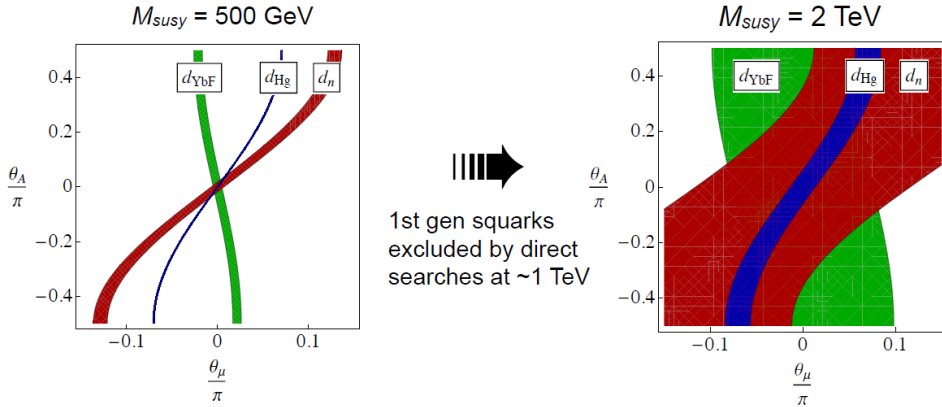 M_susy = 500 GeV
M_susy = 2 TeV
d_YbF
d_Hg
d_n
0.4
0.2
0
−0.2
−0.4
θ_A
π
−0.1
0
0.1
θ_μ
π
1st gen squarks
excluded by direct
searches at ~1 TeV
d_YbF
d_Hg
d_n
0.4
0.2
0
−0.2
−0.4
θ_A
π
−0.1
0
0.1
θ_μ
π